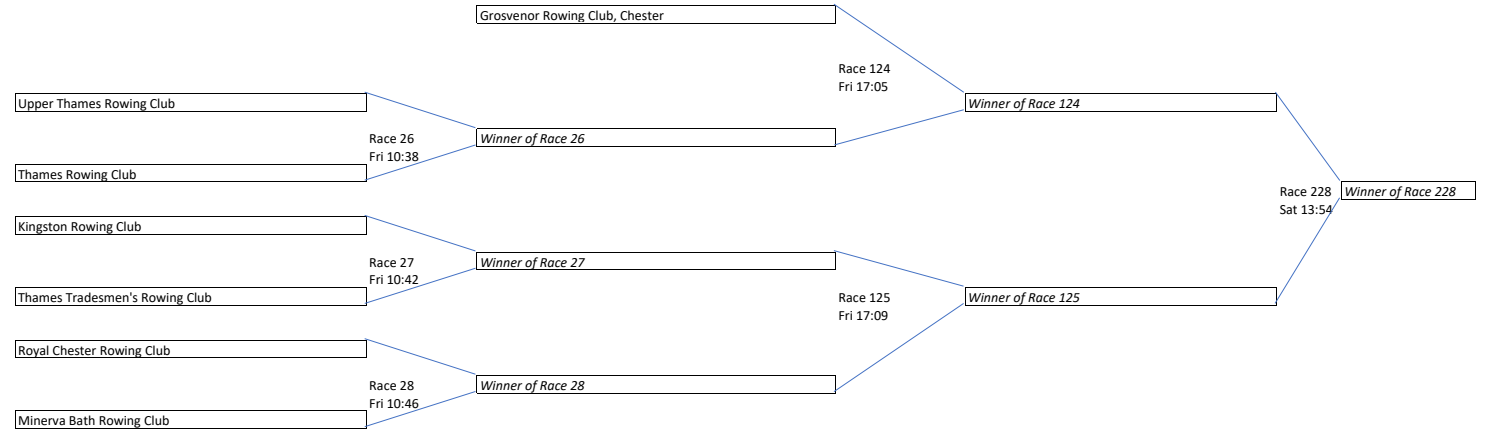 Grosvenor Rowing Club, Chester
Race 124
Fri 17:05
Upper Thames Rowing Club
Winner of Race 124
Race 26
Winner of Race 26
Fri 10:38
Thames Rowing Club
Race 228
Winner of Race 228
Sat 13:54
Kingston Rowing Club
Race 27
Winner of Race 27
Fri 10:42
Thames Tradesmen's Rowing Club
Race 125
Winner of Race 125
Fri 17:09
Royal Chester Rowing Club
Race 28
Winner of Race 28
Fri 10:46
Minerva Bath Rowing Club